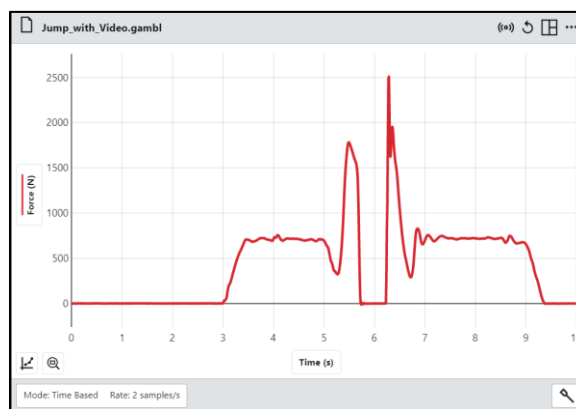 Jump_with_Video.gambl
2500
2000
1500
1000
500
0
Force (N)
0 1 2 3 4 5 6 7 8 9 10
Time (s)
Mode: Time Based Rate: 2 samples/s